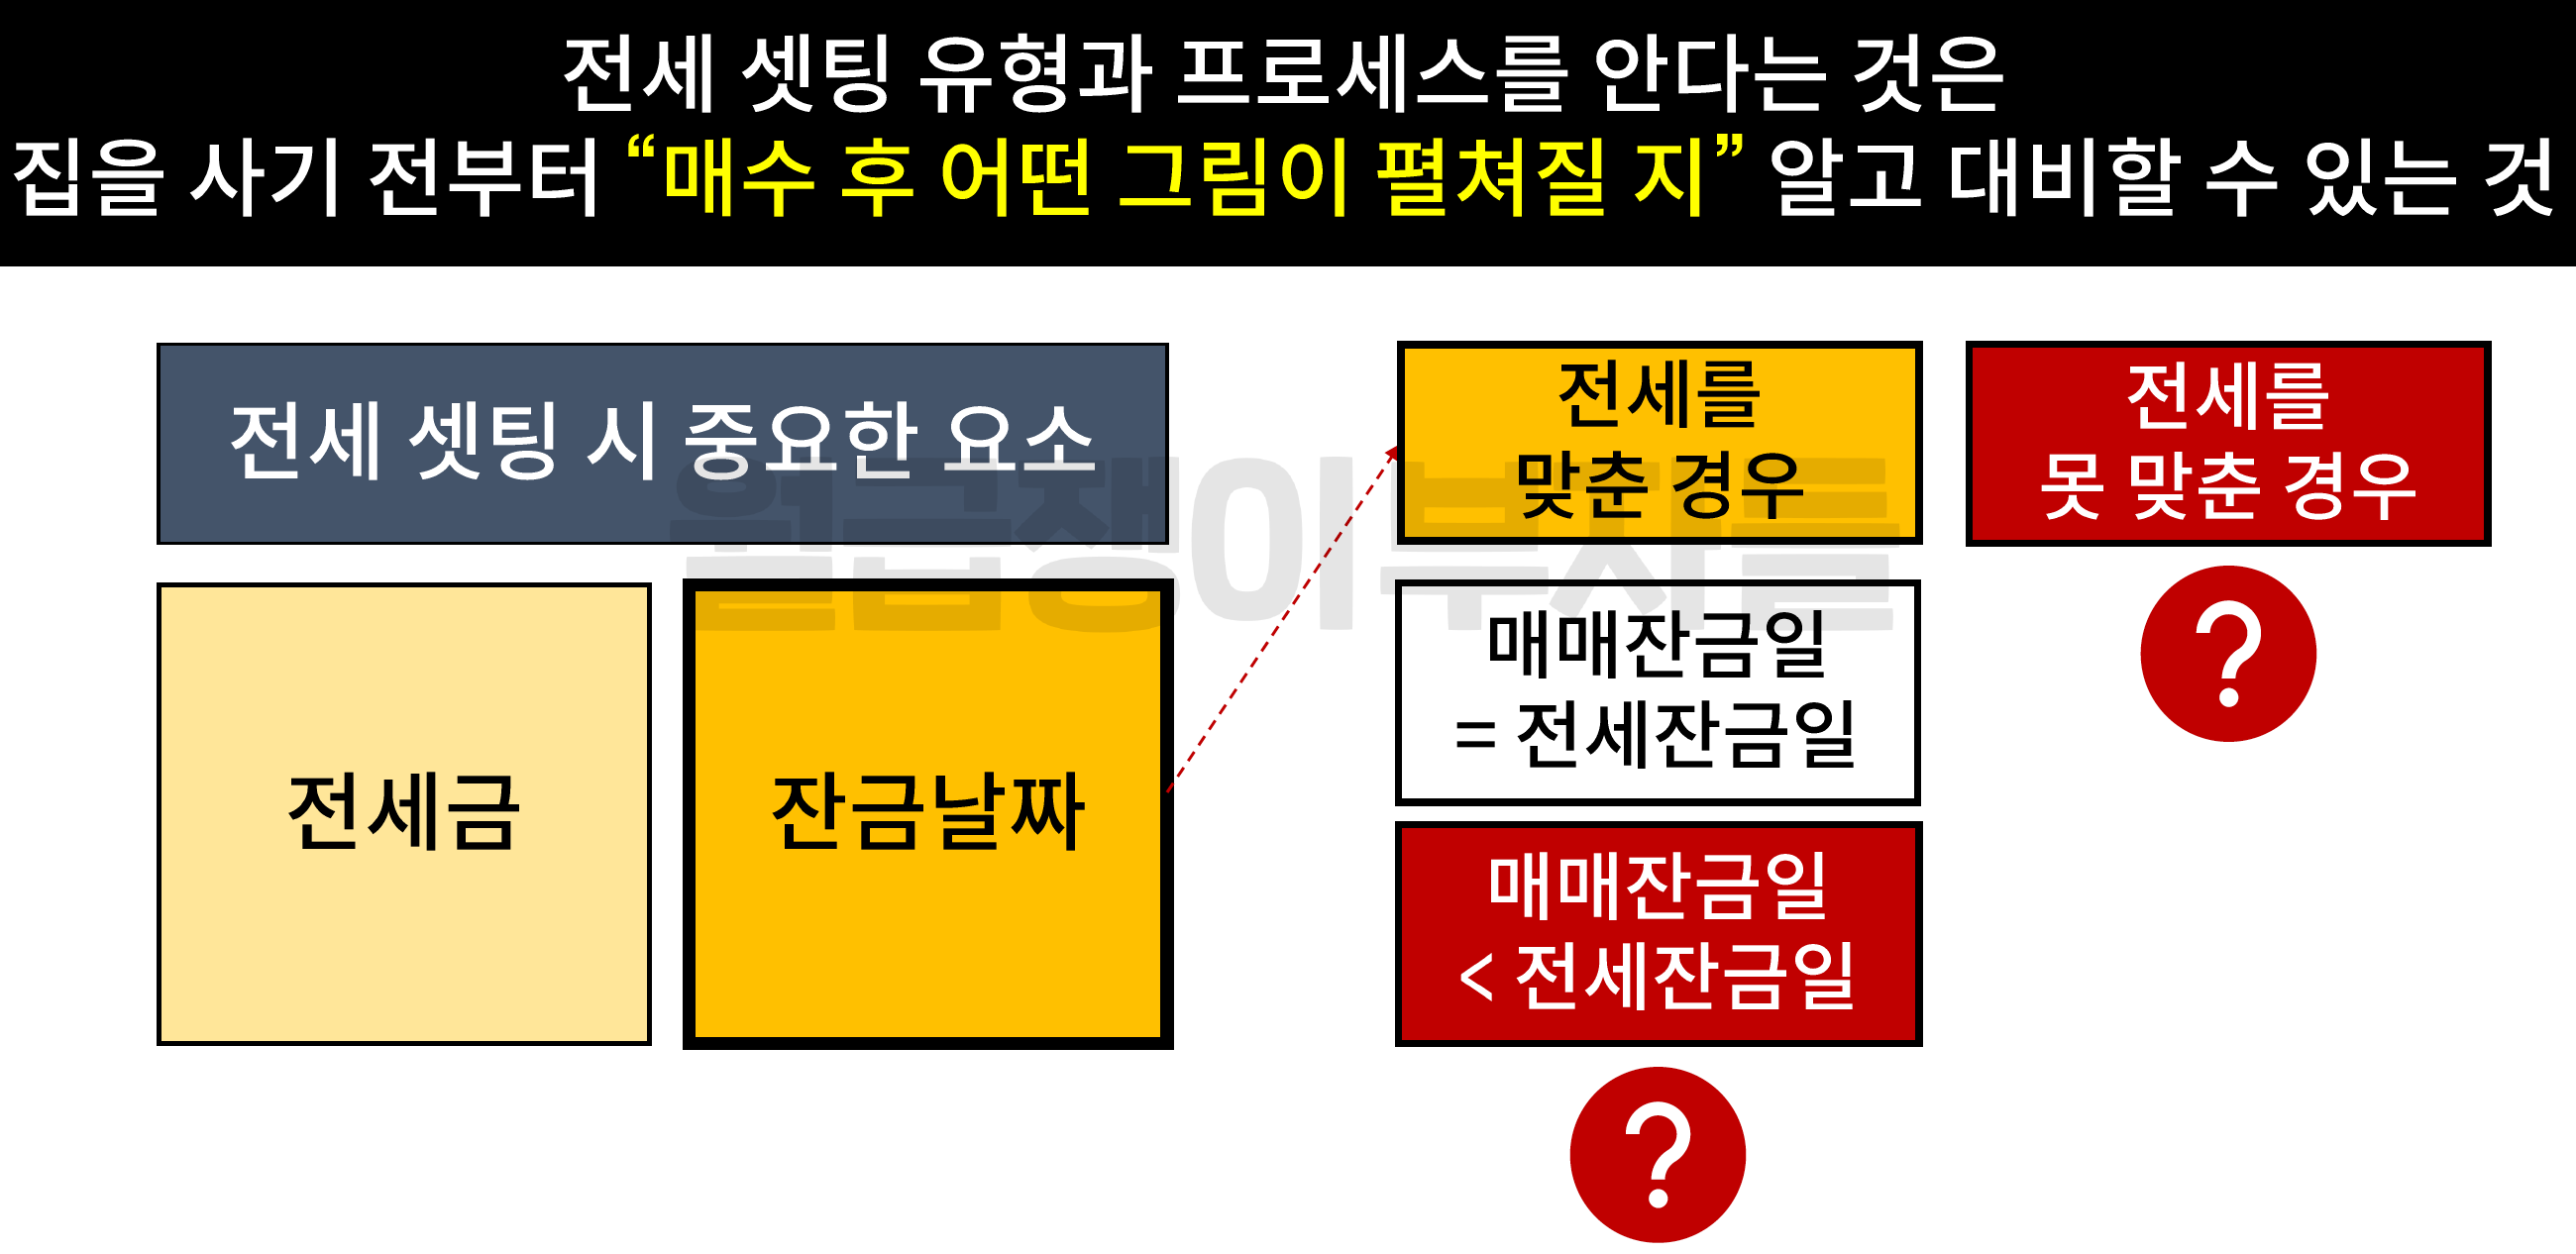 전세 셋팅 유형과 프로세스를 안다는 것은
집을 사기 전부터 “매수 후 어떤 그림이 펼쳐질 지” 알고 대비할 수 있는 것
전세 셋팅 시 중요한 요소
전세금
잔금날짜
전세를
맞춘 경우
매매잔금일
= 전세잔금일
매매잔금일
< 전세잔금일
?
전세를
못 맞춘 경우
?
월급쟁이부자들